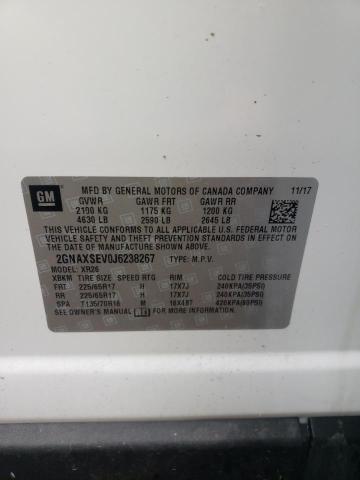 GM
MFD BY GENERAL MOTORS OF CANADA COMPANY 11/17
GVWR GAWR FRT GAWR RR
2100 KG 1175 KG 1200 KG
4630 LB 2590 LB 2645 LB
THIS VEHICLE CONFORMS TO ALL APPLICABLE U.S. FEDERAL
MOTOR VEHICLE SAFETY, BUMPER, AND THEFT PREVENTION
STANDARDS IN EFFECT ON THE DATE OF MANUFACTURE SHOWN ABOVE.
2GNAXSEV0J6238267 TYPE: M.P.V.
MODEL: XR26
XBKM TIRE SIZE SPEED RTG RIM COLD TIRE PRESSURE
FRT 225/65R17 H 17X7J 240KPA(35PSI)
RR 225/65R17 H 17X7J 240KPA(35PSI)
SPA T135/70R16 M 16X4BT 420KPA(60PSI)
SEE OWNER'S MANUAL FOR MORE INFORMATION